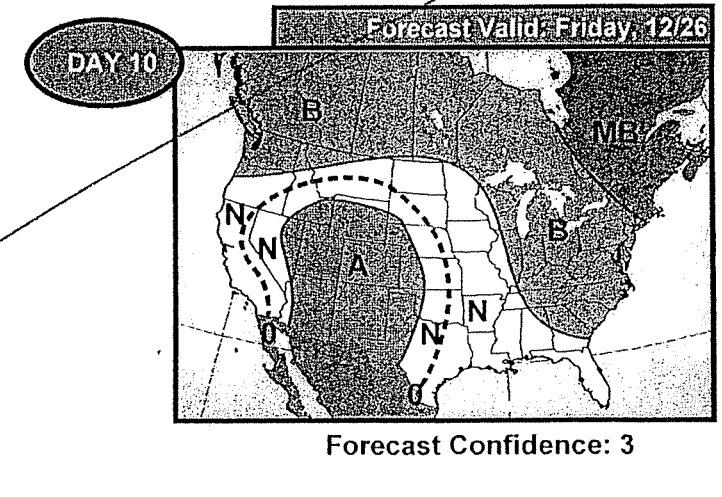 Forecast Valid: Friday, 12/26
DAY 10
B
MB
N
B
N
A
N
N
0
0
Forecast Confidence: 3